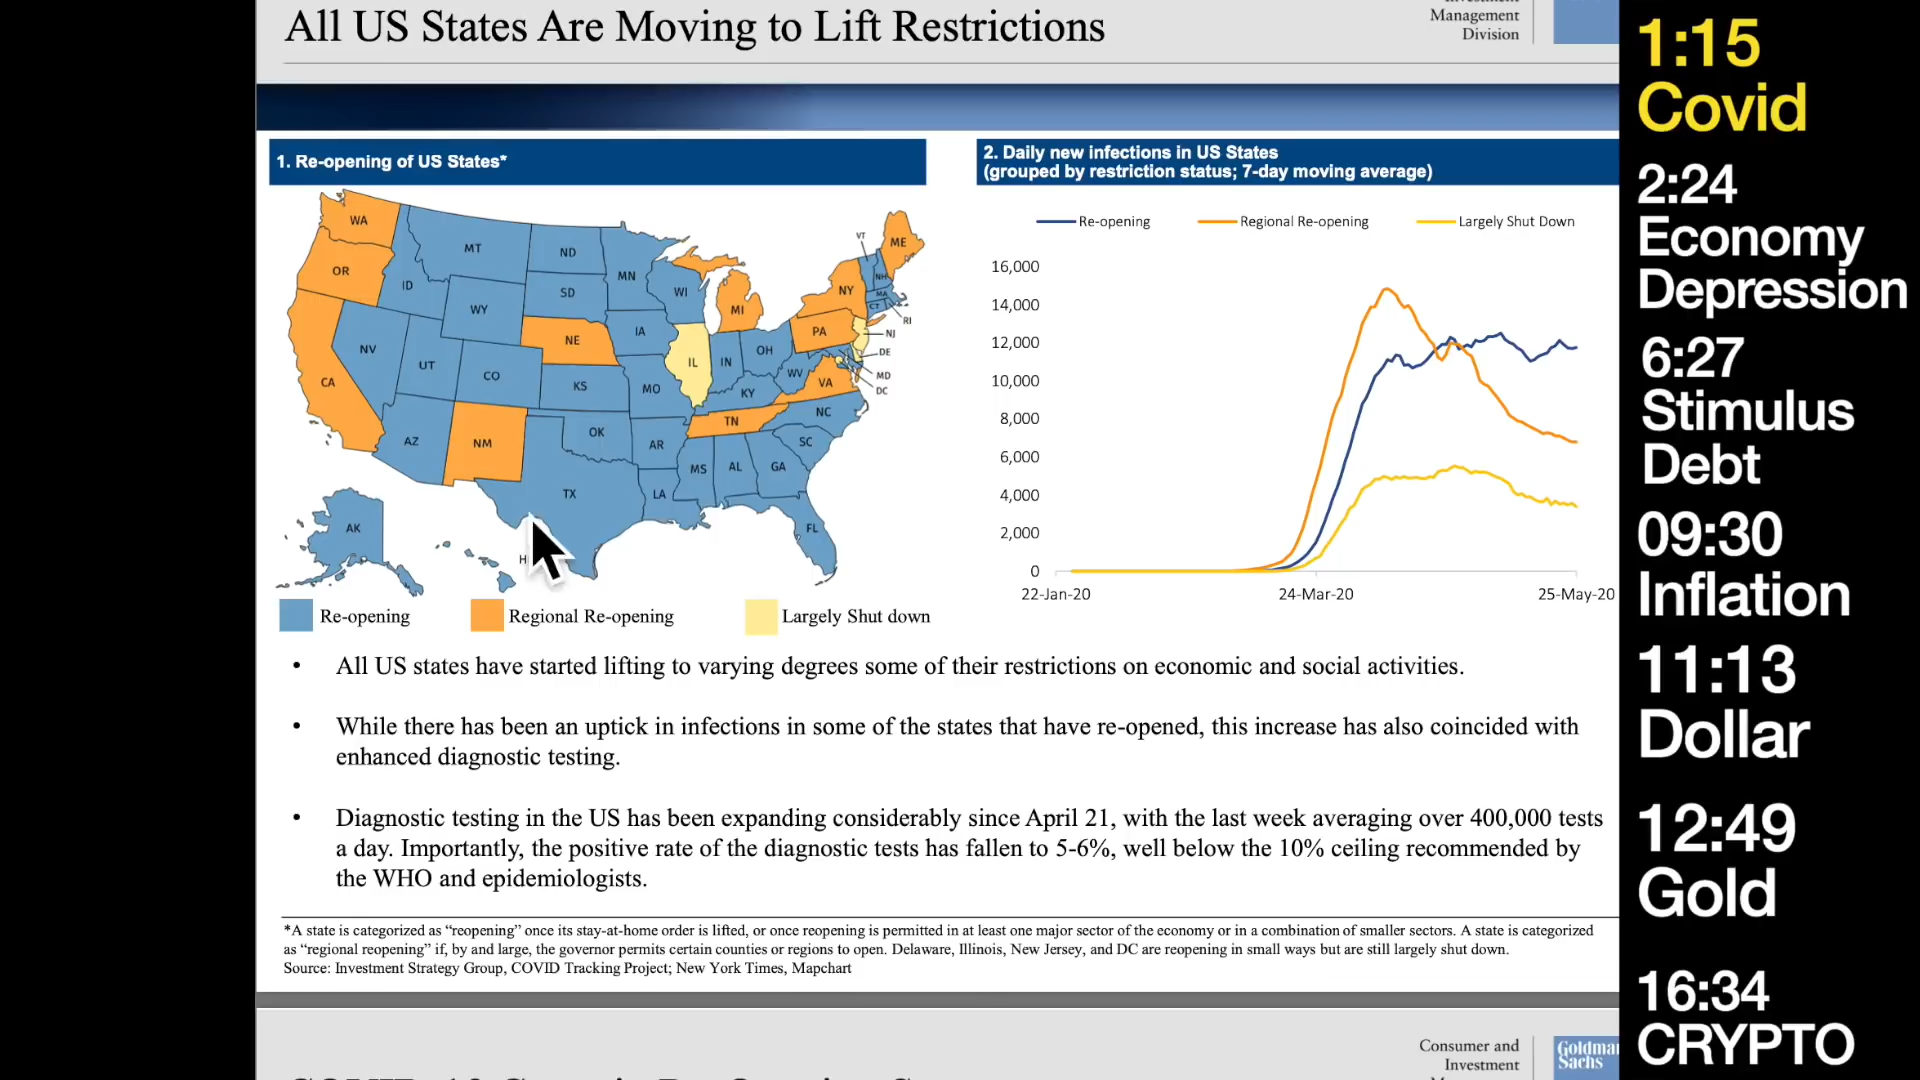 All US States Are Moving to Lift Restrictions
Management
Division
1. Re-opening of US States*
WA
OR
CA
NV
ID
MT
WY
UT
CO
AZ
NM
ND
SD
NE
KS
OK
TX
MN
IA
MO
AR
LA
WI
IL
MI
IN
OH
KY
TN
MS
AL
GA
FL
SC
NC
VA
WV
PA
NY
VT
NH
ME
MA
CT
RI
NJ
DE
MD
DC
AK
H
Re-opening
Regional Re-opening
Largely Shut down
2. Daily new infections in US States
(grouped by restriction status; 7-day moving average)
Re-opening
Regional Re-opening
Largely Shut Down
16,000
14,000
12,000
10,000
8,000
6,000
4,000
2,000
0
22-Jan-20
24-Mar-20
25-May-20
• All US states have started lifting to varying degrees some of their restrictions on economic and social activities.
• While there has been an uptick in infections in some of the states that have re-opened, this increase has also coincided with
enhanced diagnostic testing.
• Diagnostic testing in the US has been expanding considerably since April 21, with the last week averaging over 400,000 tests
a day. Importantly, the positive rate of the diagnostic tests has fallen to 5-6%, well below the 10% ceiling recommended by
the WHO and epidemiologists.
*A state is categorized as “reopening” once its stay-at-home order is lifted, or once reopening is permitted in at least one major sector of the economy or in a combination of smaller sectors. A state is categorized
as “regional reopening” if, by and large, the governor permits certain counties or regions to open. Delaware, Illinois, New Jersey, and DC are reopening in small ways but are still largely shut down.
Source: Investment Strategy Group, COVID Tracking Project; New York Times, Mapchart
Consumer and
Investment
Goldman
Sachs
1:15
Covid
2:24
Economy
Depression
6:27
Stimulus
Debt
09:30
Inflation
11:13
Dollar
12:49
Gold
16:34
CRYPTO